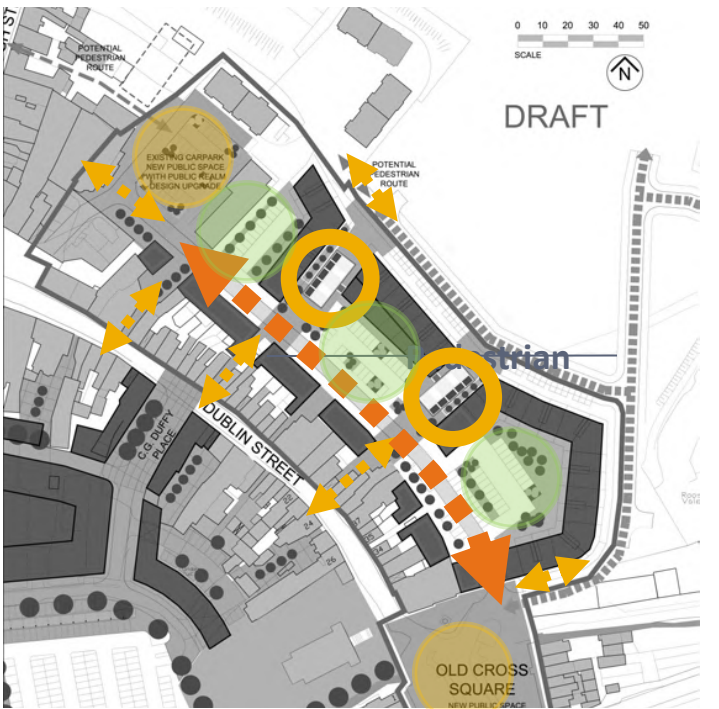 0 10 20 30 40 50
SCALE
N
DRAFT
POTENTIAL
PEDESTRIAN
ROUTE
EXISTING CARPARK
NEW PUBLIC SPACE
WITH PUBLIC REALM
DESIGN UPGRADE
POTENTIAL
PEDESTRIAN
ROUTE
DUBLIN STREET
C.G. DUFFY
PLACE
24
26
OLD CROSS
SQUARE
NEW PUBLIC SPACE